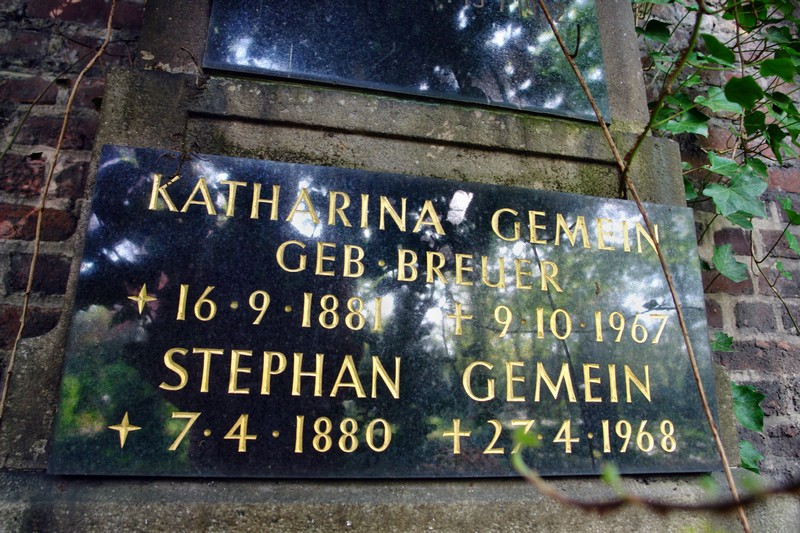 KATHARINA GEMEIN
GEB·BREUER
16·9·1881 9·10·1967
STEPHAN GEMEIN
7·4·1880 27·4·1968